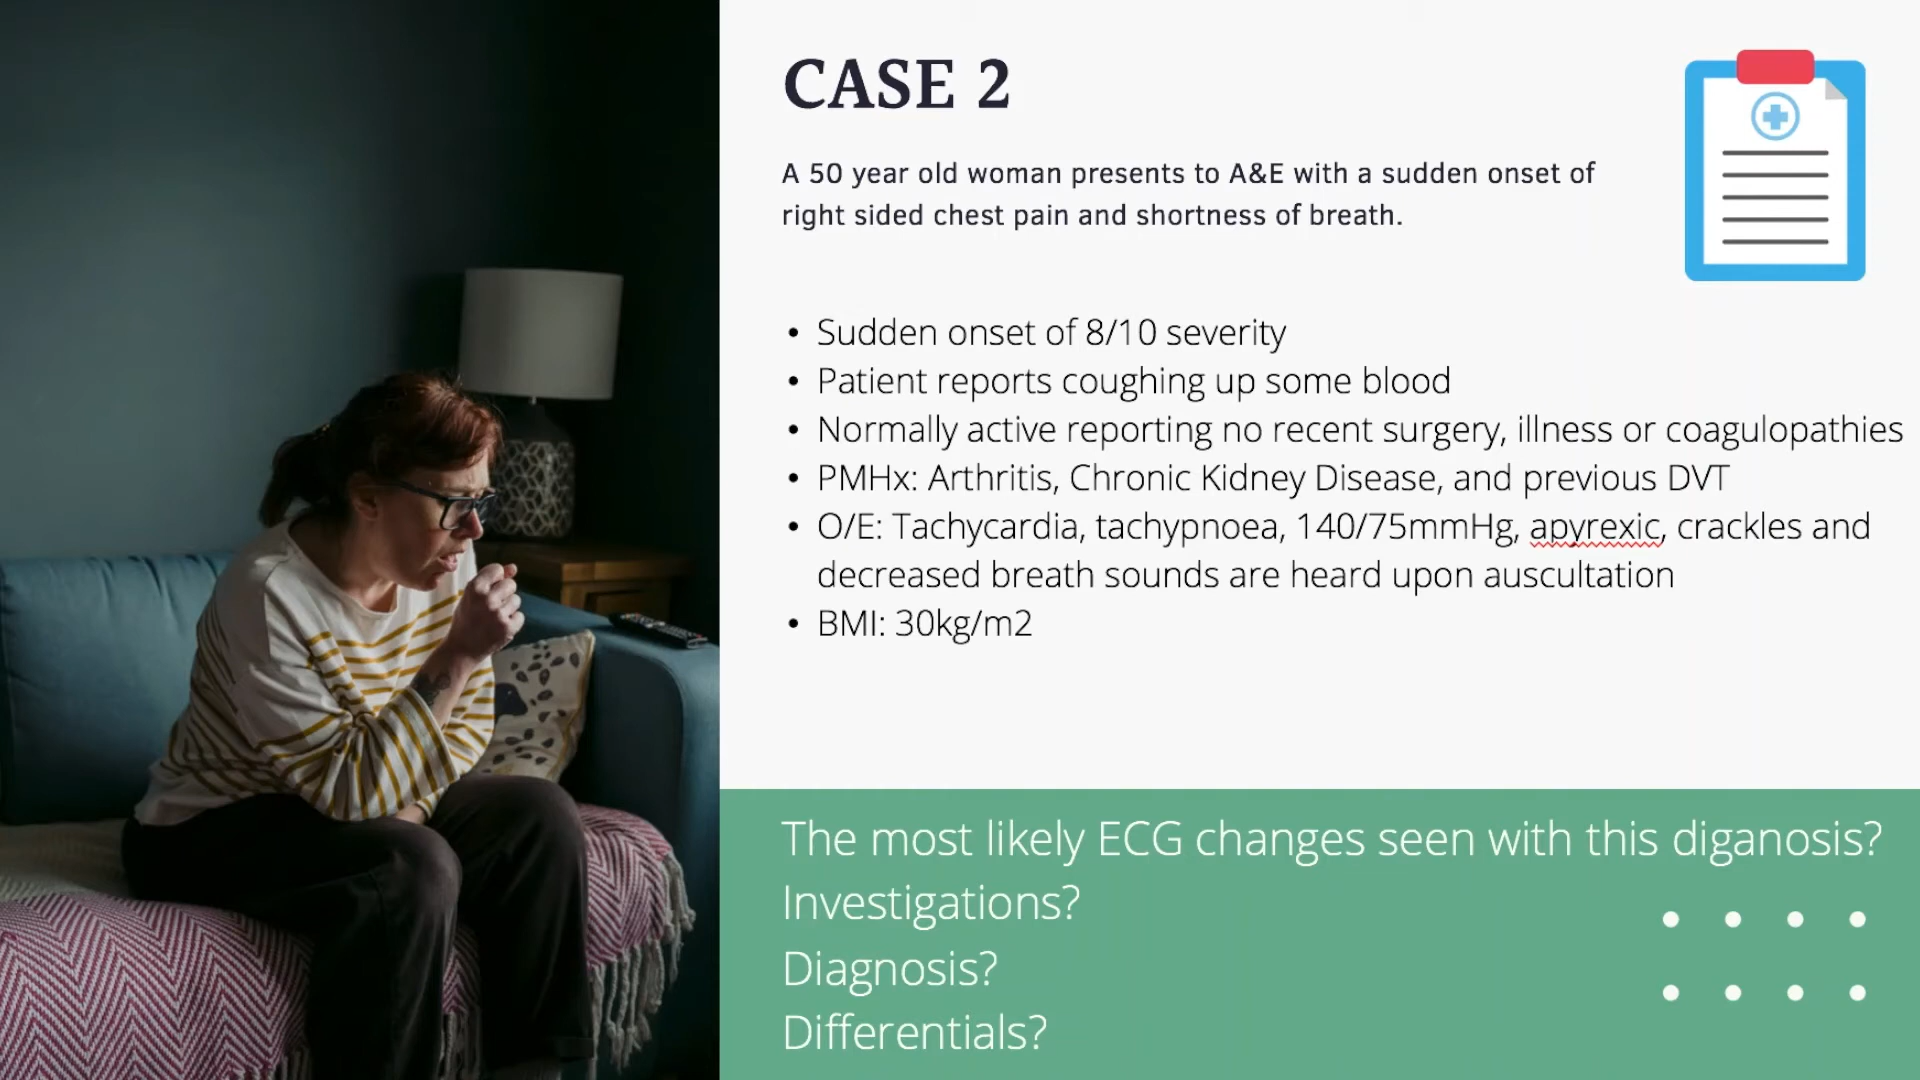 CASE 2
A 50 year old woman presents to A&E with a sudden onset of
right sided chest pain and shortness of breath.
• Sudden onset of 8/10 severity
• Patient reports coughing up some blood
• Normally active reporting no recent surgery, illness or coagulopathies
• PMHx: Arthritis, Chronic Kidney Disease, and previous DVT
• O/E: Tachycardia, tachypnoea, 140/75mmHg, apyrexic, crackles and
decreased breath sounds are heard upon auscultation
• BMI: 30kg/m2
The most likely ECG changes seen with this diganosis?
Investigations?
Diagnosis?
Differentials?